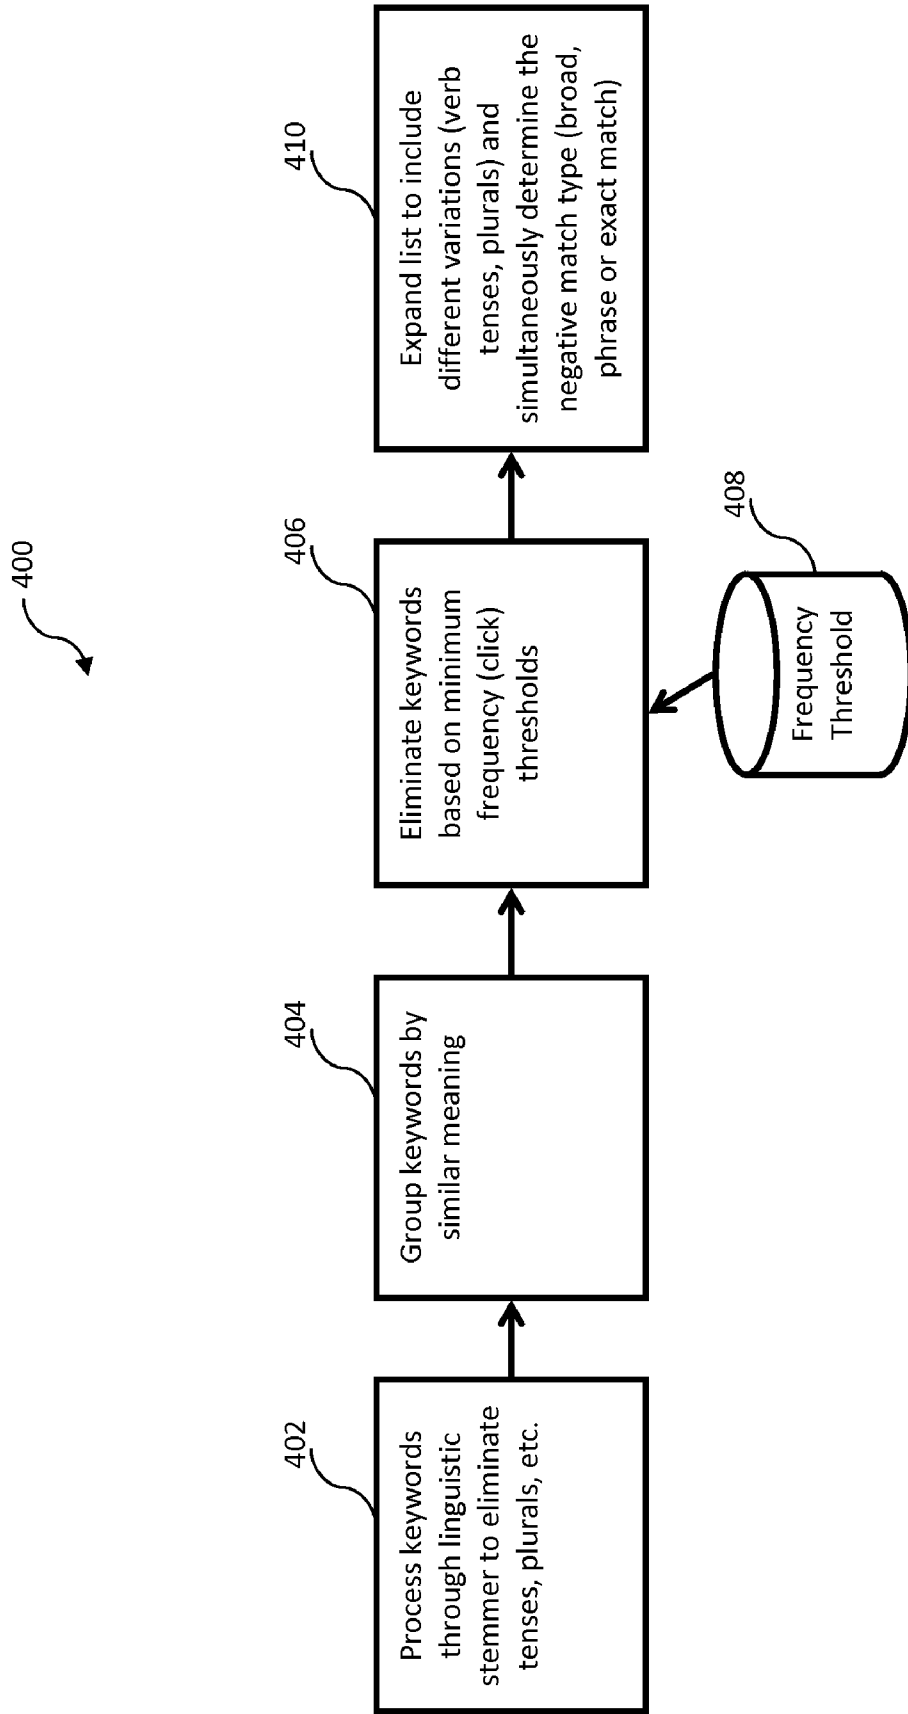 400
402
Process keywords
through linguistic
stemmer to eliminate
tenses, plurals, etc.
404
Group keywords by
similar meaning
406
Eliminate keywords
based on minimum
frequency (click)
thresholds
408
Frequency
Threshold
410
Expand list to include
different variations (verb
tenses, plurals) and
simultaneously determine the
negative match type (broad,
phrase or exact match)